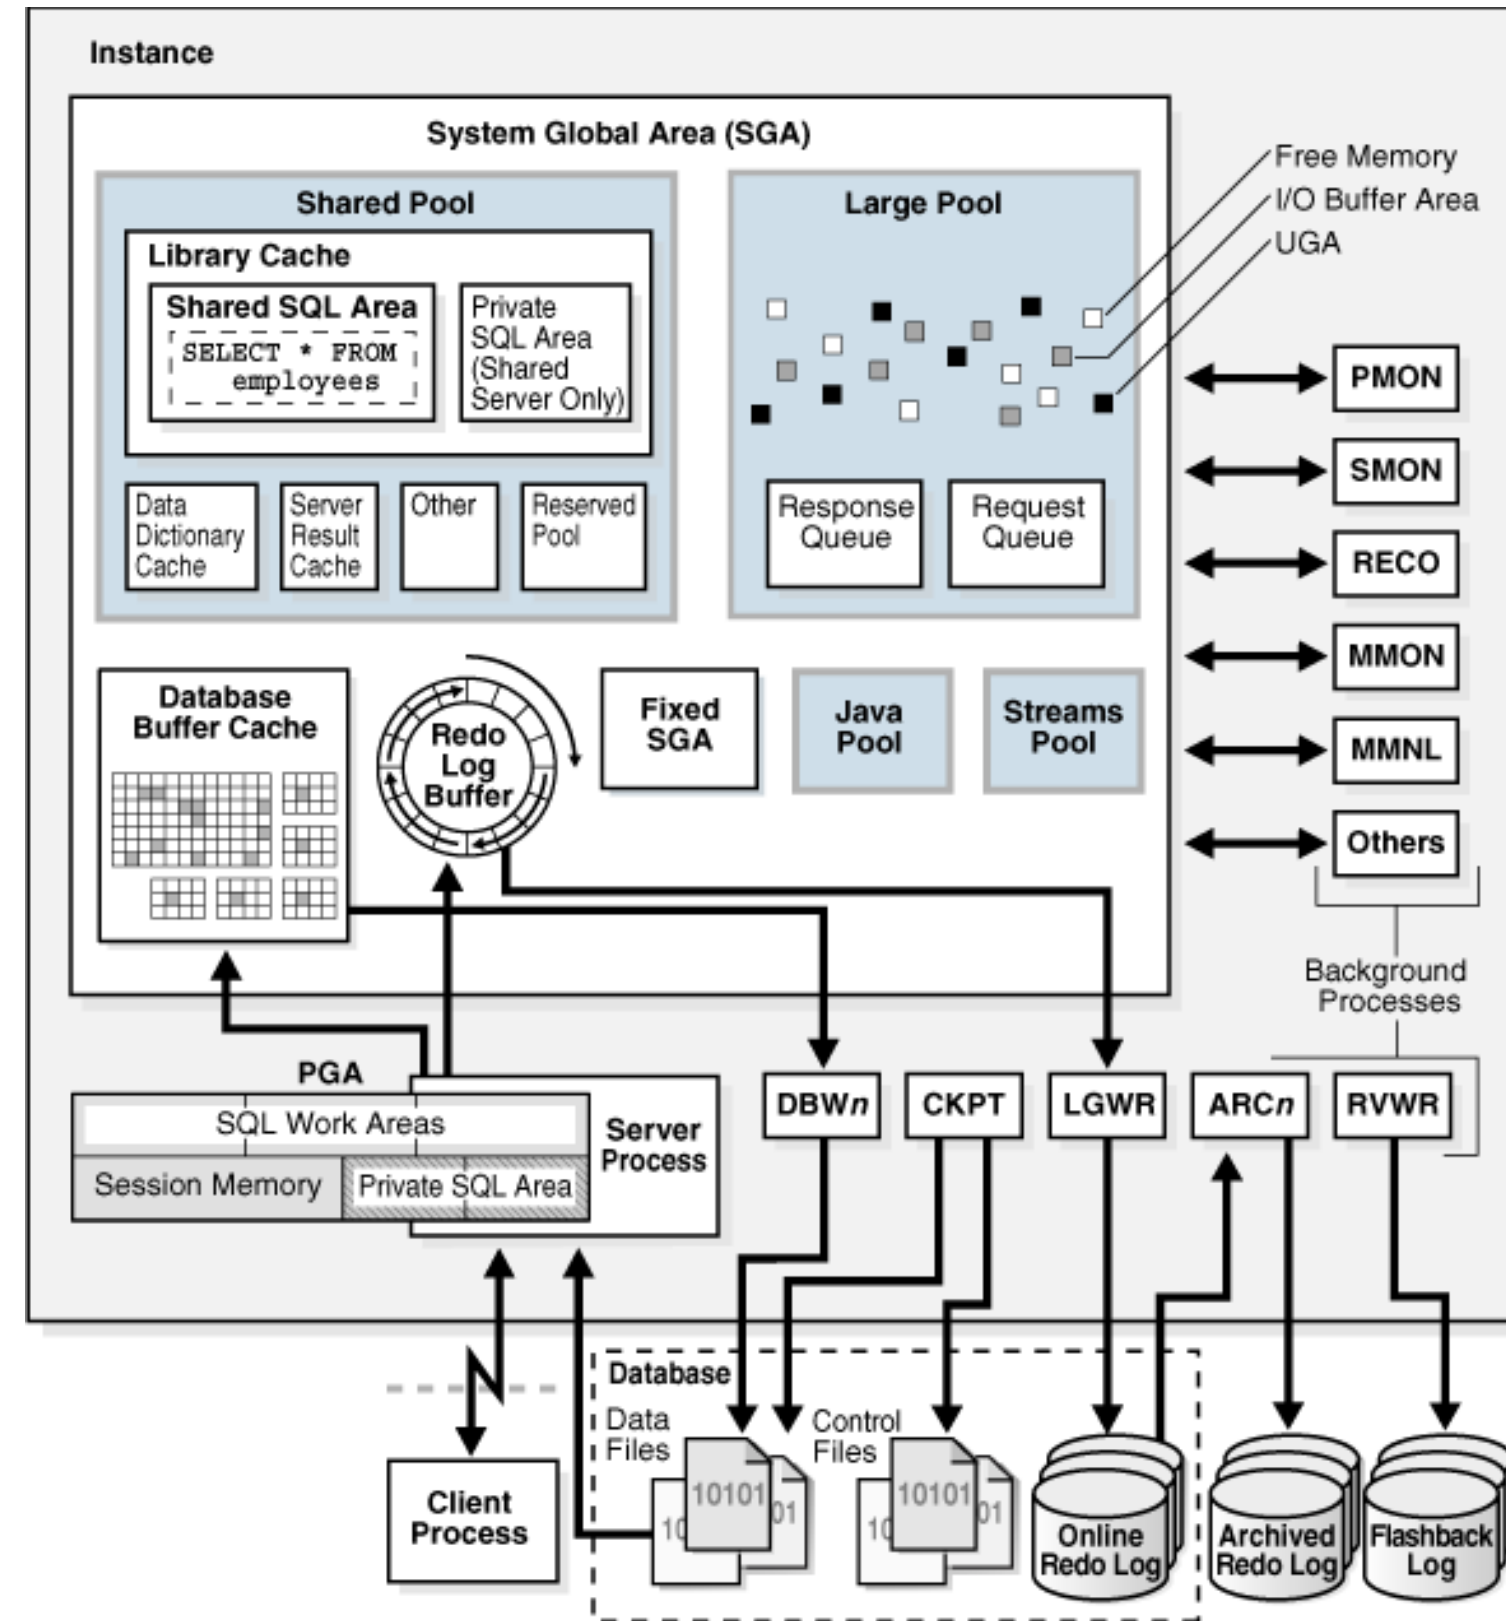 Instance
System Global Area (SGA)
Shared Pool
Library Cache
Shared SQL Area
SELECT * FROM
employees
Private
SQL Area
(Shared
Server Only)
Data
Dictionary
Cache
Server
Result
Cache
Other
Reserved
Pool
Large Pool
Response
Queue
Request
Queue
Free Memory
I/O Buffer Area
UGA
Database
Buffer Cache
Redo
Log
Buffer
Fixed
SGA
Java
Pool
Streams
Pool
PMON
SMON
RECO
MMON
MMNL
Others
Background
Processes
PGA
SQL Work Areas
Session Memory
Private SQL Area
Server
Process
DBWn
CKPT
LGWR
ARCn
RVWR
Client
Process
Database
Data
Files
10101
10
01
Control
Files
10101
10
01
Online
Redo Log
Archived
Redo Log
Flashback
Log